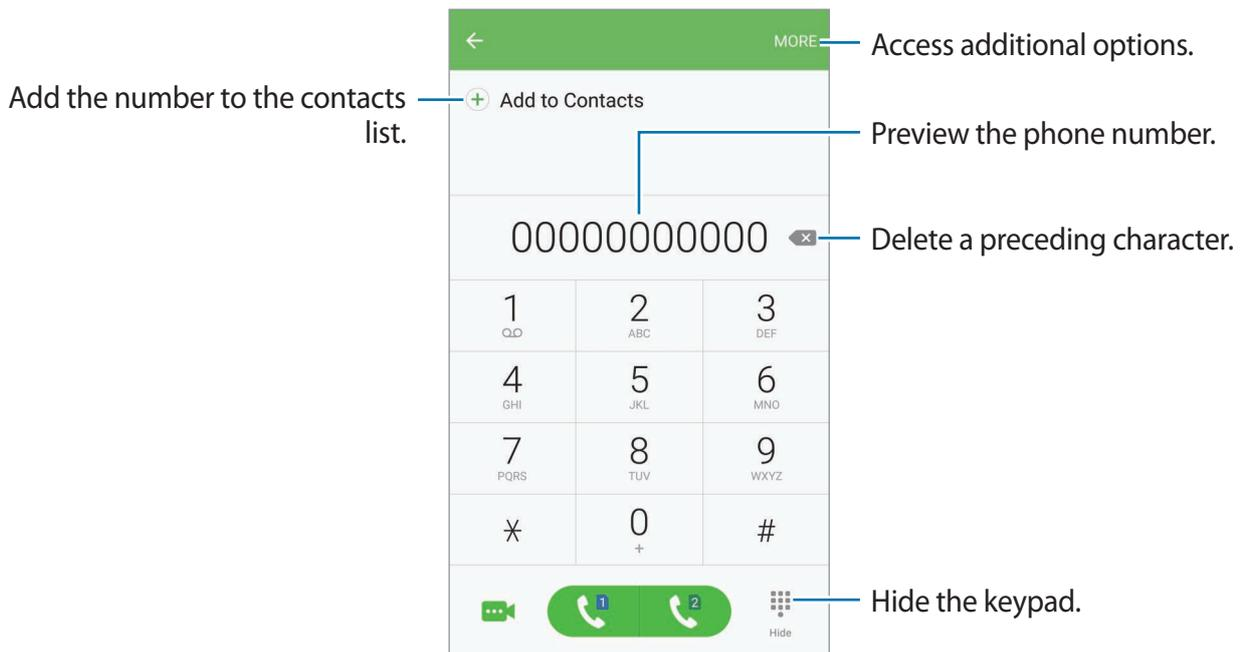 MORE
Access additional options.
Add the number to the contacts
list.
Add to Contacts
Preview the phone number.
00000000000
Delete a preceding character.
1 2 3
ABC DEF
4 5 6
GHI JKL MNO
7 8 9
PQRS TUV WXYZ
* 0 #
+
1 2
Hide the keypad.
Hide